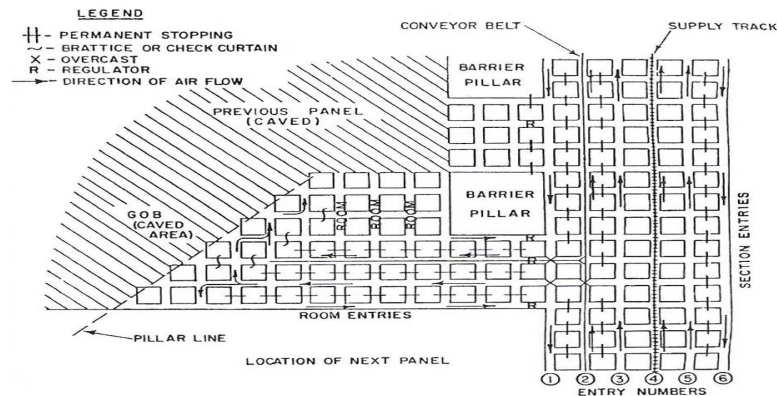 LEGEND
PERMANENT STOPPING
BRATTICE OR CHECK CURTAIN
X - OVERCAST
R - REGULATOR
DIRECTION OF AIR FLOW
CONVEYOR BELT
SUPPLY TRACK
BARRIER
PILLAR
PREVIOUS PANEL
(CAVED)
R
BARRIER
PILLAR
ROOM
ROOM
ROOM
GOB
(CAVED
AREA)
R
R
SECTION ENTRIES
ROOM ENTRIES
PILLAR LINE
LOCATION OF NEXT PANEL
1 2 3 4 5 6
ENTRY NUMBERS